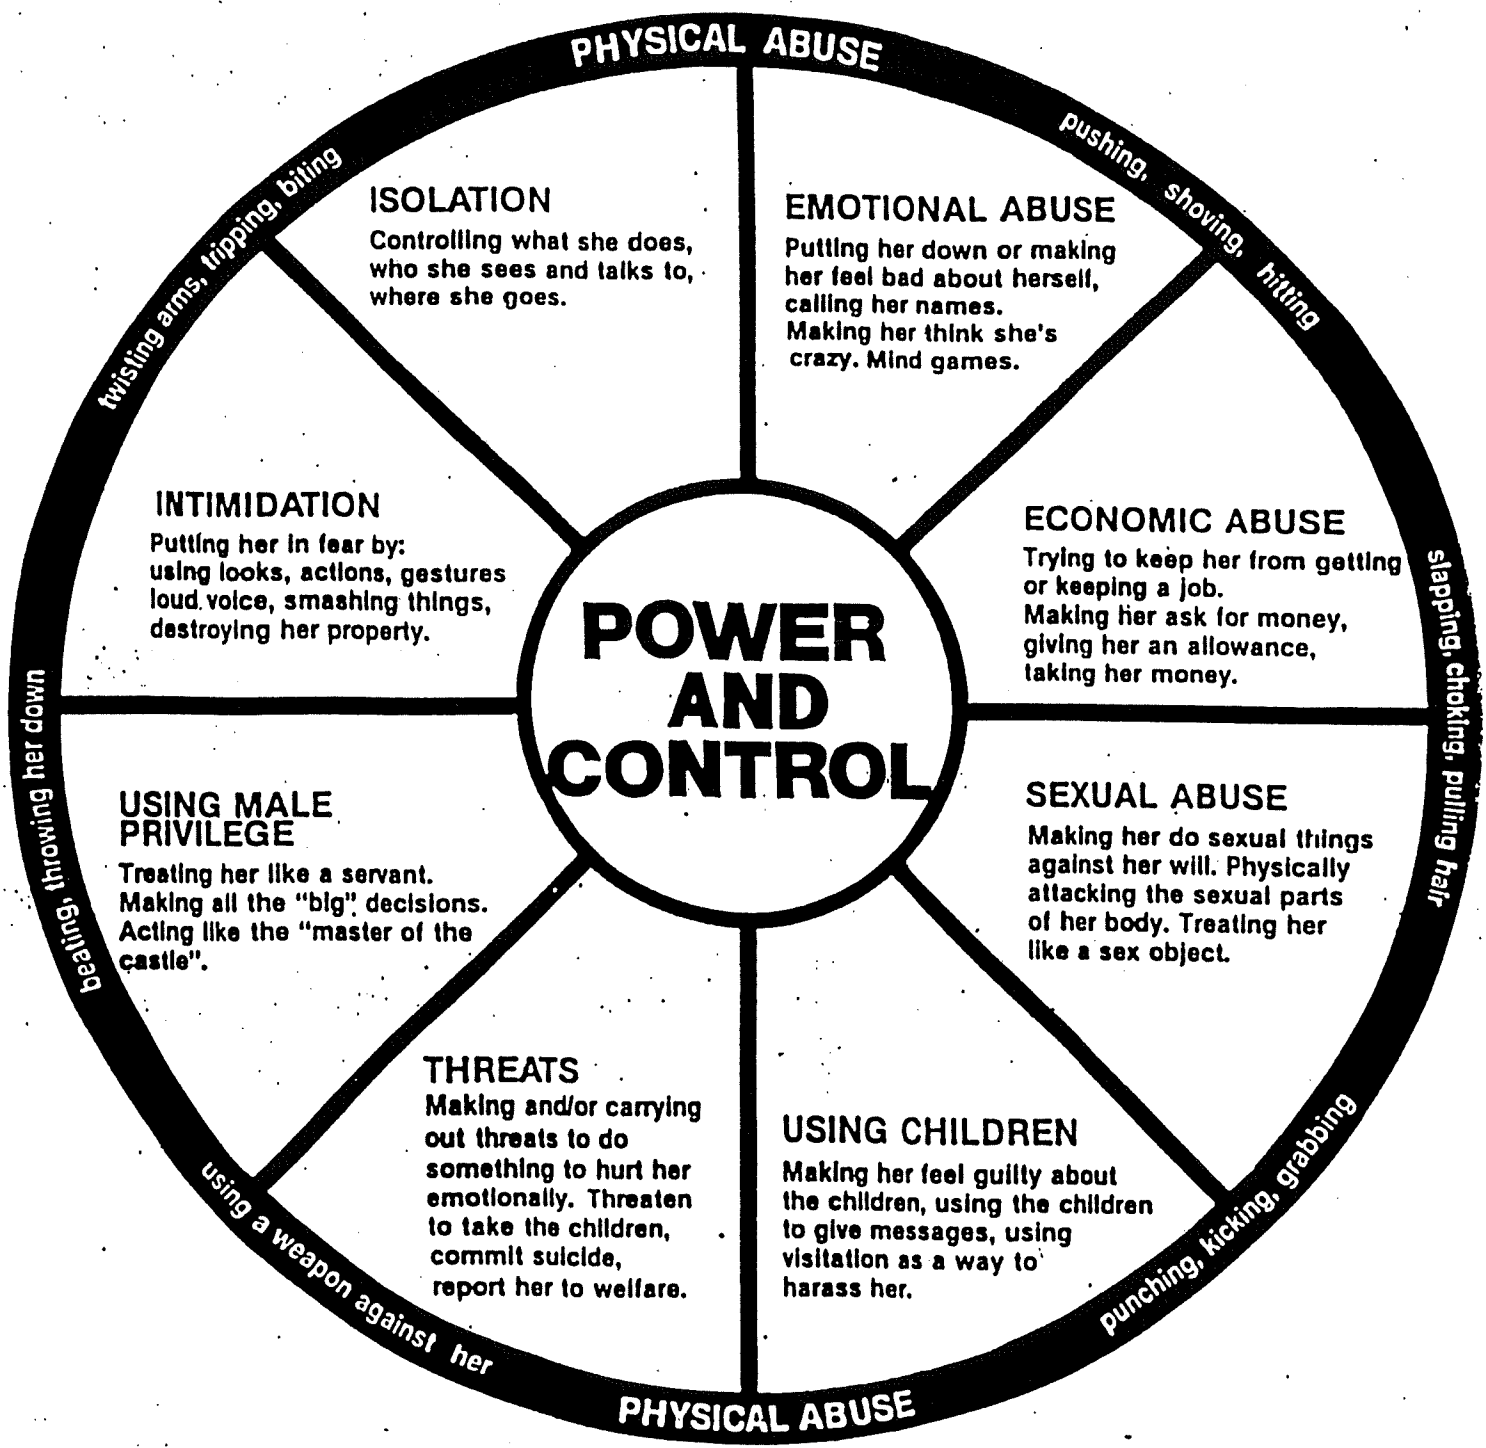 PHYSICAL ABUSE
pushing, shoving, hitting
slapping, choking, pulling hair
punching, kicking, grabbing
PHYSICAL ABUSE
using a weapon against her
beating, throwing her down
twisting arms, tripping, biting
ISOLATION
Controlling what she does,
who she sees and talks to,
where she goes.
EMOTIONAL ABUSE
Putting her down or making
her feel bad about herself,
calling her names.
Making her think she's
crazy. Mind games.
INTIMIDATION
Putting her in fear by:
using looks, actions, gestures
loud voice, smashing things,
destroying her property.
ECONOMIC ABUSE
Trying to keep her from getting
or keeping a job.
Making her ask for money,
giving her an allowance,
taking her money.
POWER
AND
CONTROL
USING MALE
PRIVILEGE
Treating her like a servant.
Making all the "big" decisions.
Acting like the "master of the
castle".
SEXUAL ABUSE
Making her do sexual things
against her will. Physically
attacking the sexual parts
of her body. Treating her
like a sex object.
THREATS
Making and/or carrying
out threats to do
something to hurt her
emotionally. Threaten
to take the children,
commit suicide,
report her to welfare.
USING CHILDREN
Making her feel guilty about
the children, using the children
to give messages, using
visitation as a way to
harass her.